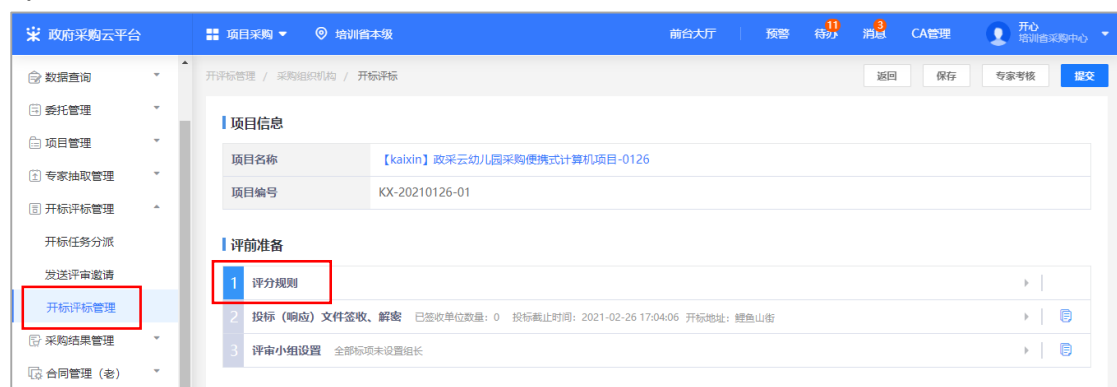 政府采购云平台
项目采购
培训省本级
前台大厅
预警
待办
11
消息
3
CA管理
开心
培训省采购中心
数据查询
委托管理
项目管理
专家抽取管理
开标评标管理
开标任务分派
发送评审邀请
开标评标管理
采购结果管理
合同管理（老）
开评标管理 / 采购组织机构 / 开标评标
返回
保存
专家考核
提交
项目信息
项目名称 【kaixin】政采云幼儿园采购便携式计算机项目-0126
项目编号 KX-20210126-01
评前准备
1 评分规则
2 投标（响应）文件签收、解密 已签收单位数量：0 投标截止时间：2021-02-26 17:04:06 开标地址：鲤鱼山街
3 评审小组设置 全部标项未设置组长